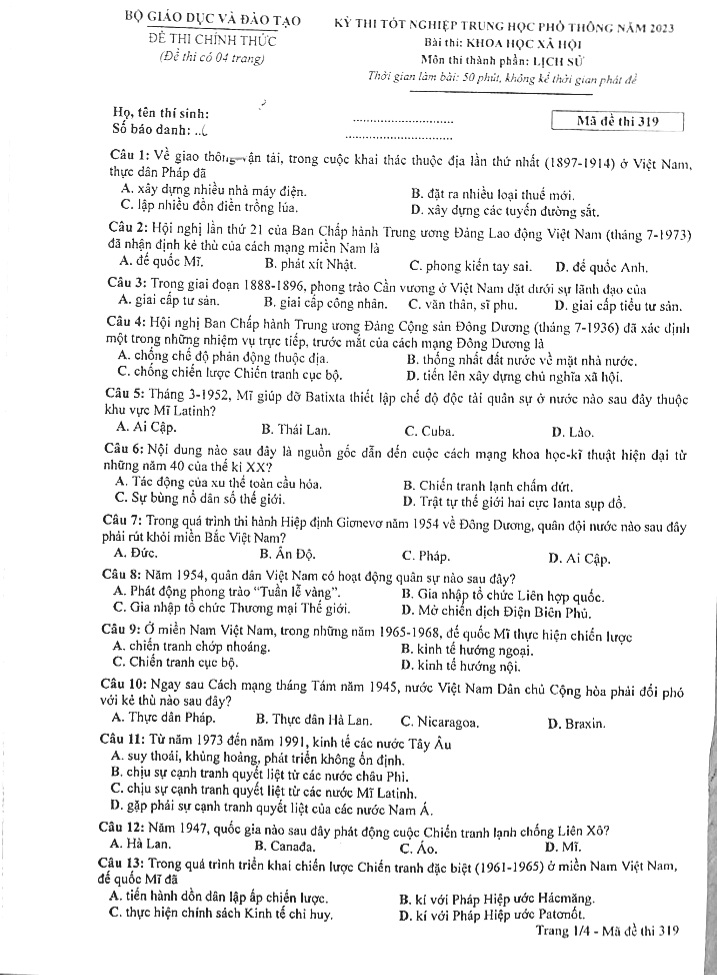 BỘ GIÁO DỤC VÀ ĐÀO TẠO
ĐỀ THI CHÍNH THỨC
(Đề thi có 04 trang)
KỲ THI TỐT NGHIỆP TRUNG HỌC PHỔ THÔNG NĂM 2023
Bài thi: KHOA HỌC XÃ HỘI
Môn thi thành phần: LỊCH SỬ
Thời gian làm bài: 50 phút, không kể thời gian phát đề
Họ, tên thí sinh:
Số báo danh:
Mã đề thi 319
Câu 1: Về giao thông vận tải, trong cuộc khai thác thuộc địa lần thứ nhất (1897-1914) ở Việt Nam,
thực dân Pháp đã
A. xây dựng nhiều nhà máy điện. B. đặt ra nhiều loại thuế mới.
C. lập nhiều đồn điền trồng lúa. D. xây dựng các tuyến đường sắt.
Câu 2: Hội nghị lần thứ 21 của Ban Chấp hành Trung ương Đảng Lao động Việt Nam (tháng 7-1973)
đã nhận định kẻ thù của cách mạng miền Nam là
A. đế quốc Mĩ. B. phát xít Nhật. C. phong kiến tay sai. D. đế quốc Anh.
Câu 3: Trong giai đoạn 1888-1896, phong trào Cần vương ở Việt Nam đặt dưới sự lãnh đạo của
A. giai cấp tư sản. B. giai cấp công nhân. C. văn thân, sĩ phu. D. giai cấp tiểu tư sản.
Câu 4: Hội nghị Ban Chấp hành Trung ương Đảng Cộng sản Đông Dương (tháng 7-1936) đã xác định
một trong những nhiệm vụ trực tiếp, trước mắt của cách mạng Đông Dương là
A. chống chế độ phản động thuộc địa. B. thống nhất đất nước về mặt nhà nước.
C. chống chiến lược Chiến tranh cục bộ. D. tiến lên xây dựng chủ nghĩa xã hội.
Câu 5: Tháng 3-1952, Mĩ giúp đỡ Batixta thiết lập chế độ độc tài quân sự ở nước nào sau đây thuộc
khu vực Mĩ Latinh?
A. Ai Cập. B. Thái Lan. C. Cuba. D. Lào.
Câu 6: Nội dung nào sau đây là nguồn gốc dẫn đến cuộc cách mạng khoa học-kĩ thuật hiện đại từ
những năm 40 của thế kỉ XX?
A. Tác động của xu thế toàn cầu hóa. B. Chiến tranh lạnh chấm dứt.
C. Sự bùng nổ dân số thế giới. D. Trật tự thế giới hai cực Ianta sụp đổ.
Câu 7: Trong quá trình thi hành Hiệp định Giơnevơ năm 1954 về Đông Dương, quân đội nước nào sau đây
phải rút khỏi miền Bắc Việt Nam?
A. Đức. B. Ấn Độ. C. Pháp. D. Ai Cập.
Câu 8: Năm 1954, quân dân Việt Nam có hoạt động quân sự nào sau đây?
A. Phát động phong trào “Tuần lễ vàng”. B. Gia nhập tổ chức Liên hợp quốc.
C. Gia nhập tổ chức Thương mại Thế giới. D. Mở chiến dịch Điện Biên Phủ.
Câu 9: Ở miền Nam Việt Nam, trong những năm 1965-1968, đế quốc Mĩ thực hiện chiến lược
A. chiến tranh chớp nhoáng. B. kinh tế hướng ngoại.
C. Chiến tranh cục bộ. D. kinh tế hướng nội.
Câu 10: Ngay sau Cách mạng tháng Tám năm 1945, nước Việt Nam Dân chủ Cộng hòa phải đối phó
với kẻ thù nào sau đây?
A. Thực dân Pháp. B. Thực dân Hà Lan. C. Nicaragoa. D. Braxin.
Câu 11: Từ năm 1973 đến năm 1991, kinh tế các nước Tây Âu
A. suy thoái, khủng hoảng, phát triển không ổn định.
B. chịu sự cạnh tranh quyết liệt từ các nước châu Phi.
C. chịu sự cạnh tranh quyết liệt từ các nước Mĩ Latinh.
D. gặp phải sự cạnh tranh quyết liệt của các nước Nam Á.
Câu 12: Năm 1947, quốc gia nào sau đây phát động cuộc Chiến tranh lạnh chống Liên Xô?
A. Hà Lan. B. Canađa. C. Áo. D. Mĩ.
Câu 13: Trong quá trình triển khai chiến lược Chiến tranh đặc biệt (1961-1965) ở miền Nam Việt Nam,
đế quốc Mĩ đã
A. tiến hành dồn dân lập ấp chiến lược. B. kí với Pháp Hiệp ước Hácmăng.
C. thực hiện chính sách Kinh tế chỉ huy. D. kí với Pháp Hiệp ước Patơnốt.
Trang 1/4 - Mã đề thi 319